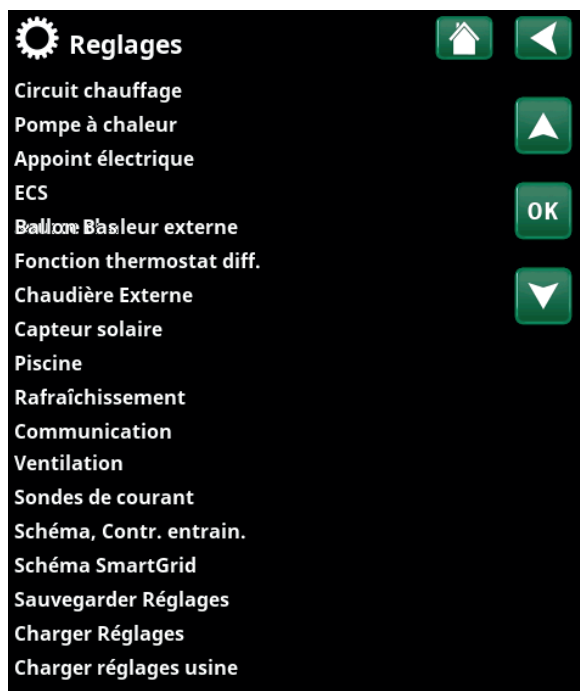 Reglages
Circuit chauffage
Pompe à chaleur
Appoint électrique
ECS
OK
externe
Fonction thermostat diff.
Chaudière Externe
Capteur solaire
Piscine
Rafraîchissement
Communication
Ventilation
Sondes de courant
Schéma, Contr. entrain.
Schéma SmartGrid
Sauvegarder Réglages
Charger Réglages
Charger réglages usine